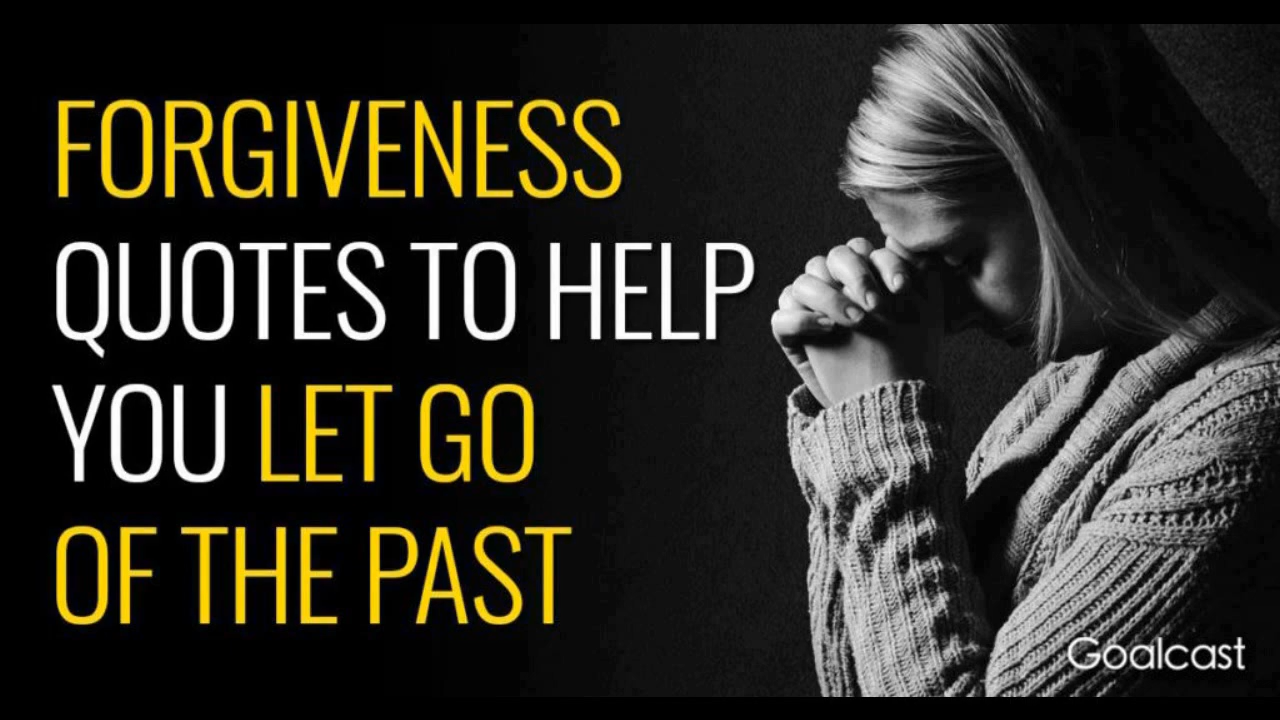 FORGIVENESS
QUOTES TO HELP
YOU LET GO
OF THE PAST
Goalcast